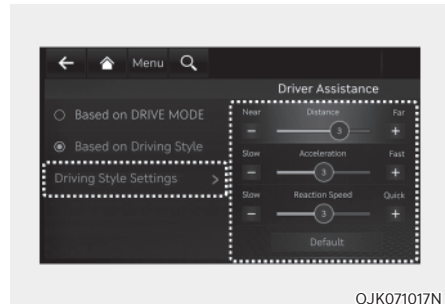 Menu
Driver Assistance
Based on DRIVE MODE
Based on Driving Style
Driving Style Settings >
Near Distance Far
- 3 +
Slow Acceleration Fast
- 3 +
Slow Reaction Speed Quick
- 3 +
Default
OJK071017N